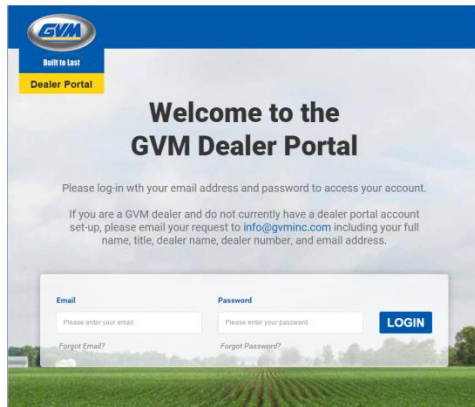 GVM
Built to Last
Dealer Portal
Welcome to the
GVM Dealer Portal
Please log-in wth your email address and password to access your account.
If you are a GVM dealer and do not currently have a dealer portal account
set-up, please email your request to info@gvminc.com including your full
name, title, dealer name, dealer number, and email address.
Email
Password
Please enter your email.
Please enter your password.
LOGIN
Forgot Email?
Forgot Password?